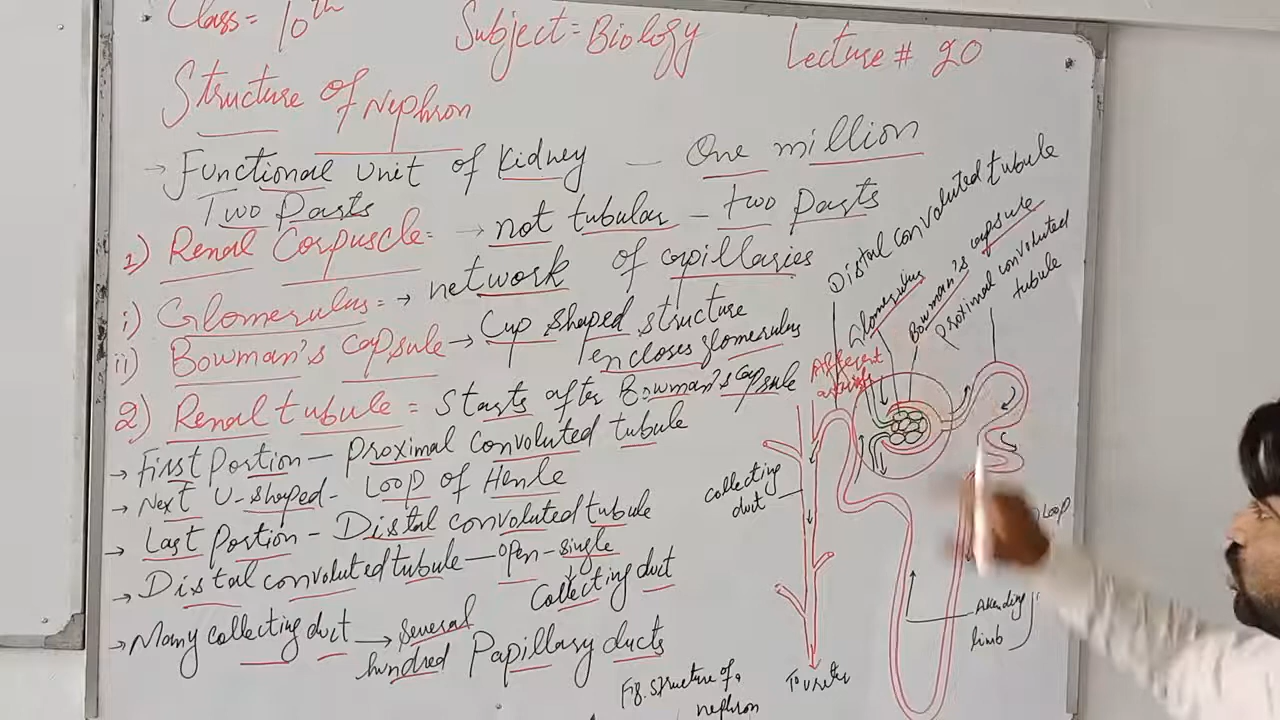 Class = 10th Subject = Biology Lecture # 20
Structure of Nephron
→ Functional unit of kidney — One million
Two Parts
1) Renal Corpuscle = → not tubular – two parts
i) Glomerulus = → network of capillaries
ii) Bowman's capsule → Cup shaped structure
encloses glomerulus
2) Renal tubule = Starts after Bowman's capsule
→ First Portion — Proximal convoluted tubule
→ Next U-shaped - Loop of Henle
→ Last Portion - Distal convoluted tubule
→ Distal convoluted tubule — open - single
Collecting duct
→ Many collecting duct → Several
hundred Papillary ducts
Distal convoluted tubule
Glomerulus
Bowman's capsule
Proximal convoluted
tubule
Afferent
collecting
duct
Loop
limb
To ureter
Fig. structure of a
nephron